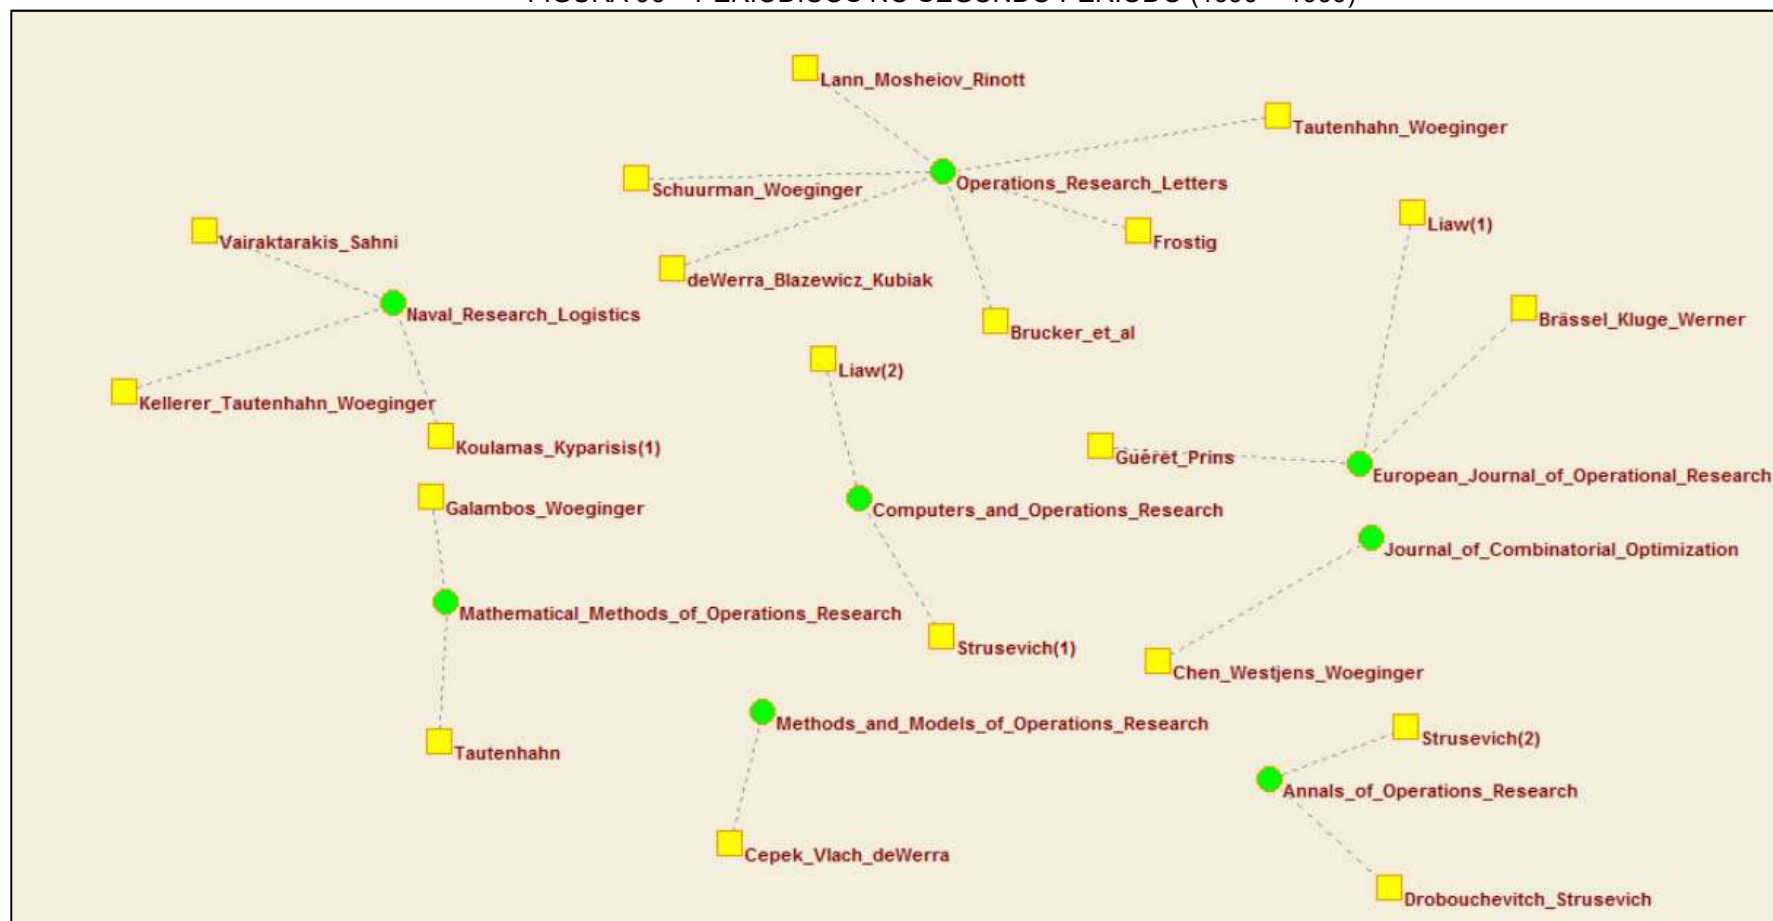 Lann_Mosheiov_Rinott
Tautenhahn_Woeginger
Schuurman_Woeginger
Operations_Research_Letters
Liaw(1)
Vairaktarakis_Sahni
Frostig
deWerra_Blazewicz_Kubiak
Naval_Research_Logistics
Brucker_et_al
Brässel_Kluge_Werner
Liaw(2)
Kellerer_Tautenhahn_Woeginger
Koulamas_Kyparisis(1)
Guéret_Prins
European_Journal_of_Operational_Research
Galambos_Woeginger
Computers_and_Operations_Research
Journal_of_Combinatorial_Optimization
Mathematical_Methods_of_Operations_Research
Strusevich(1)
Chen_Westjens_Woeginger
Methods_and_Models_of_Operations_Research
Strusevich(2)
Tautenhahn
Annals_of_Operations_Research
Cepek_Vlach_deWerra
Drobouchevitch_Strusevich